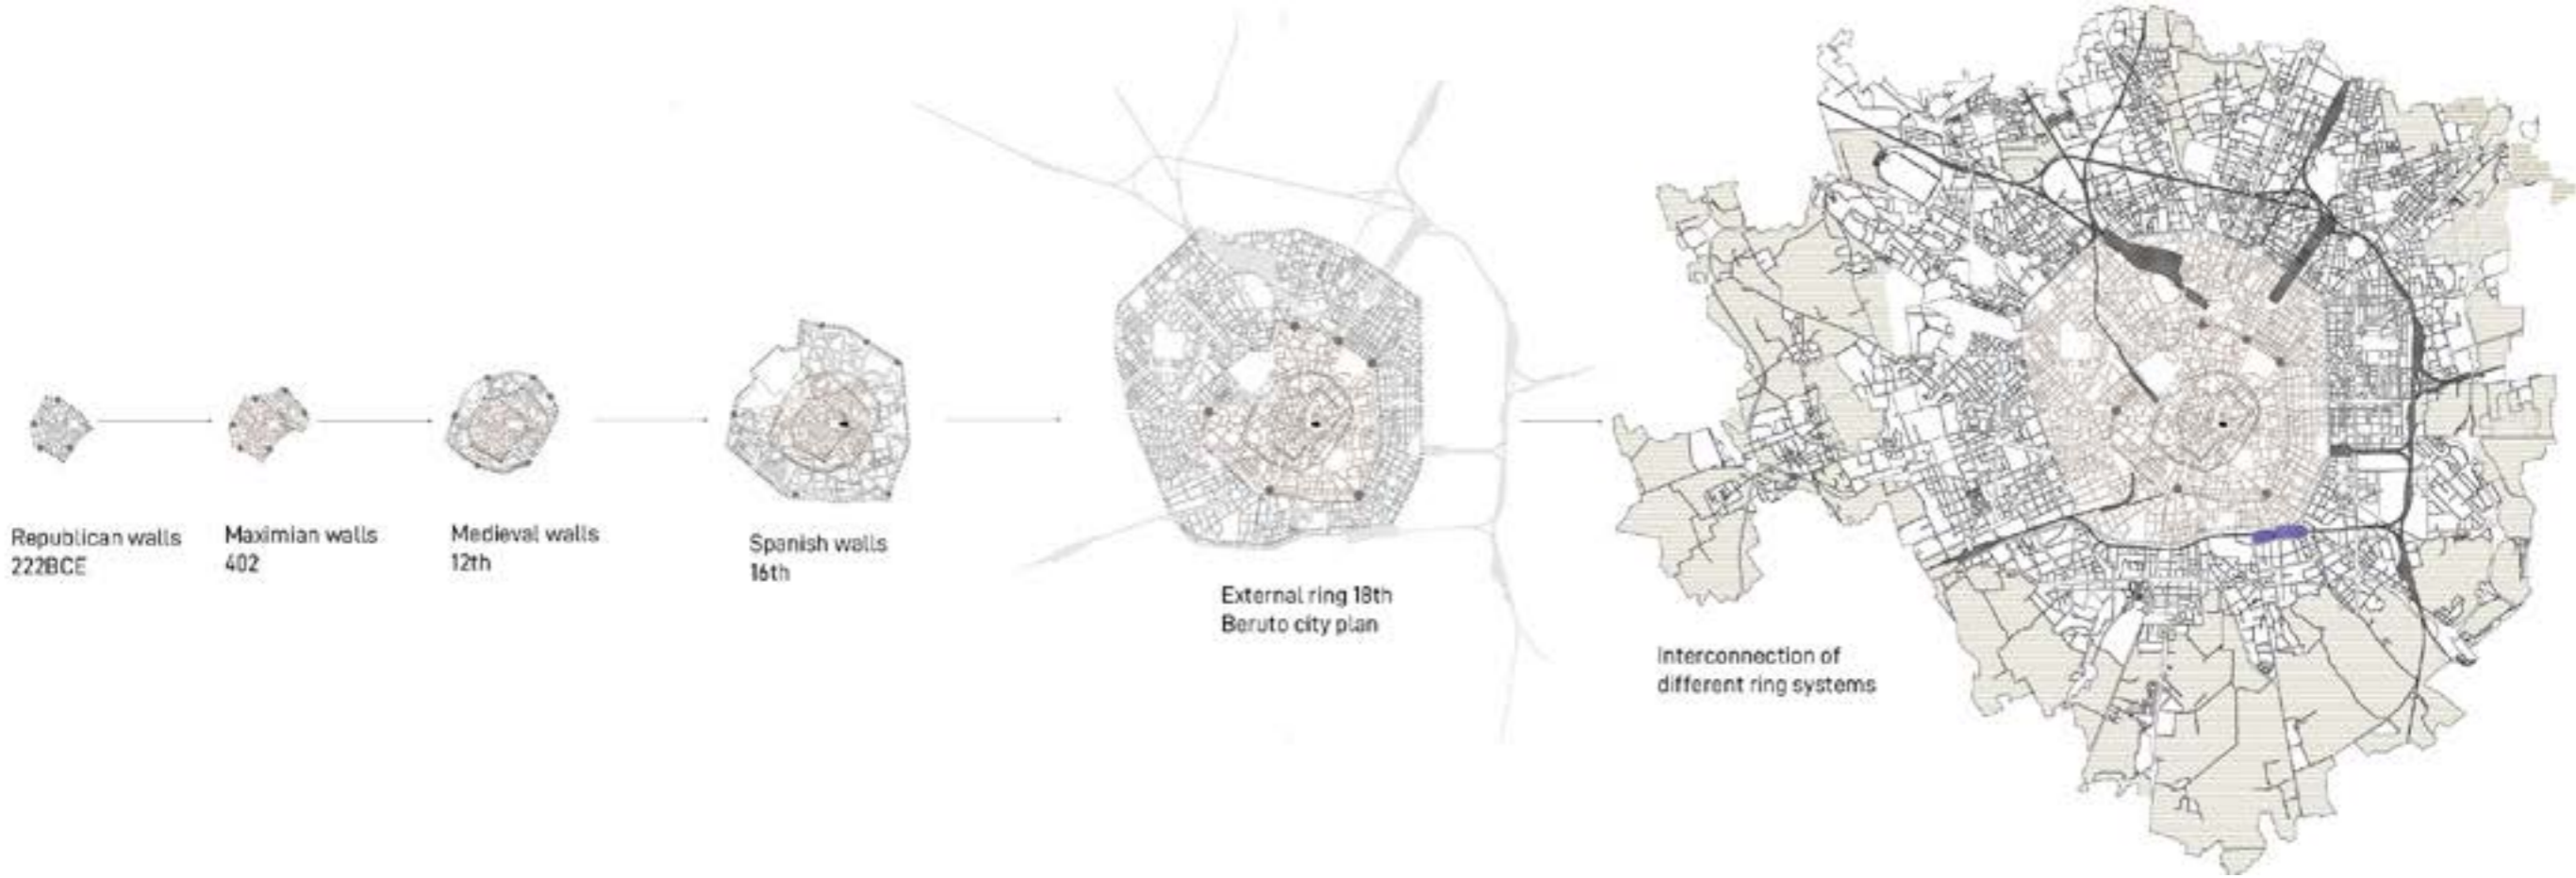 Republican walls
222BCE
Maximian walls
402
Medieval walls
12th
Spanish walls
16th
External ring 18th
Beruto city plan
Interconnection of
different ring systems